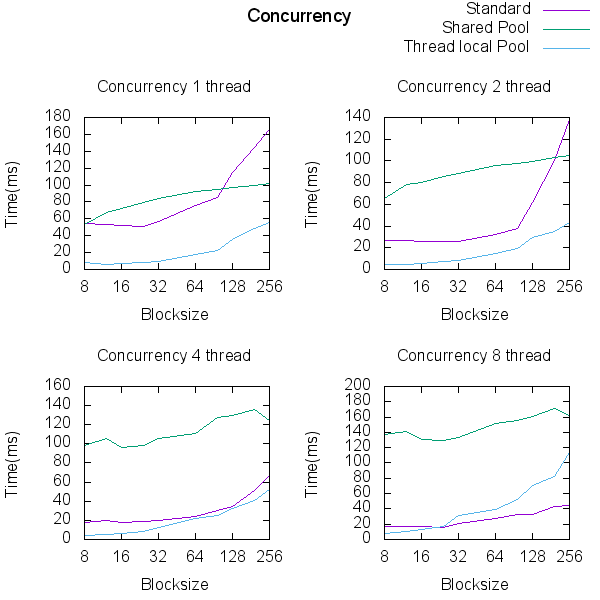 Concurrency
Standard
Shared Pool
Thread local Pool
Concurrency 1 thread
Time(ms)
180
160
140
120
100
80
60
40
20
0
8 16 32 64 128 256
Blocksize
Concurrency 2 thread
Time(ms)
140
120
100
80
60
40
20
0
8 16 32 64 128 256
Blocksize
Concurrency 4 thread
Time(ms)
160
140
120
100
80
60
40
20
0
8 16 32 64 128 256
Blocksize
Concurrency 8 thread
Time(ms)
200
180
160
140
120
100
80
60
40
20
0
8 16 32 64 128 256
Blocksize